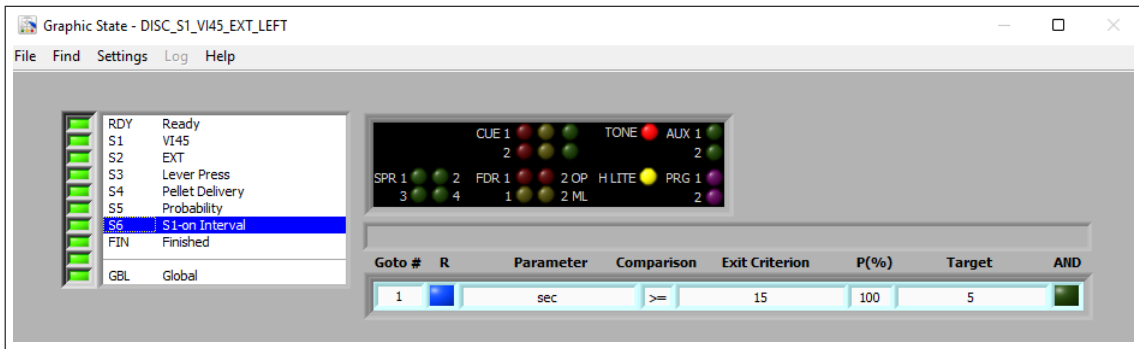 Graphic State - DISC_S1_VI45_EXT_LEFT
File Find Settings Log Help
RDY Ready
S1 VI45
S2 EXT
S3 Lever Press
S4 Pellet Delivery
S5 Probability
S6 S1-on Interval
FIN Finished
GBL Global
CUE 1 TONE AUX 1
2 2
SPR 1 2 FDR 1 2 OP H LITE PRG 1
3 4 1 2 ML 2
Goto # R Parameter Comparison Exit Criterion P(%) Target AND
1 sec >= 15 100 5